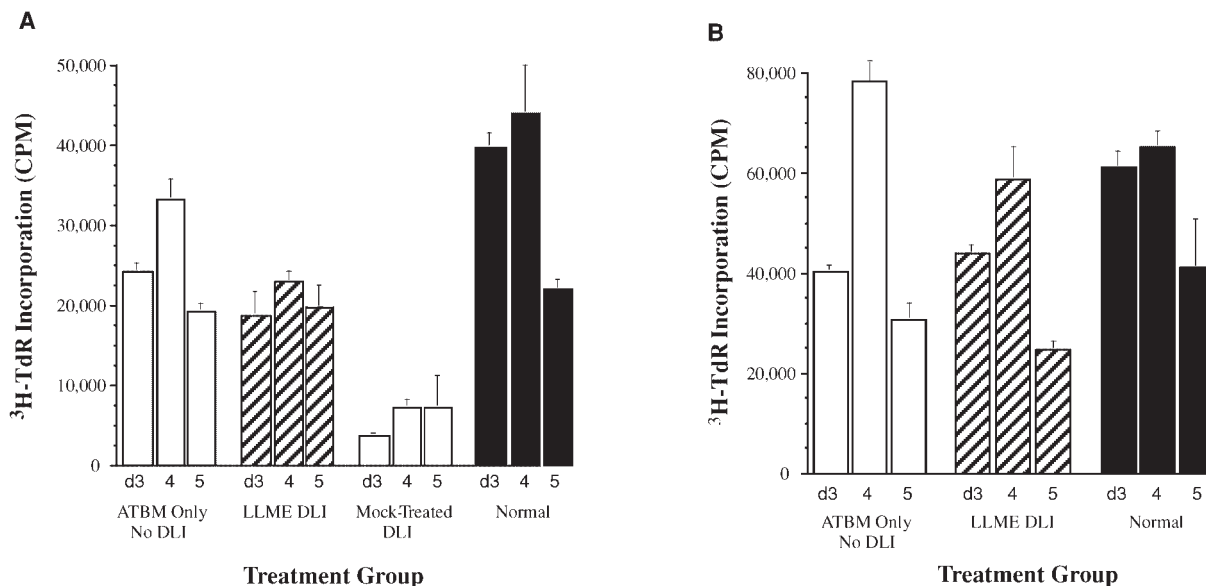 A
³H-TdR Incorporation (CPM)
50,000
40,000
30,000
20,000
10,000
0
d3 4 5 d3 4 5 d3 4 5 d3 4 5
ATBM Only LLME DLI Mock-Treated Normal
No DLI DLI
Treatment Group
B
³H-TdR Incorporation (CPM)
80,000
60,000
40,000
20,000
0
d3 4 5 d3 4 5 d3 4 5
ATBM Only LLME DLI Normal
No DLI
Treatment Group